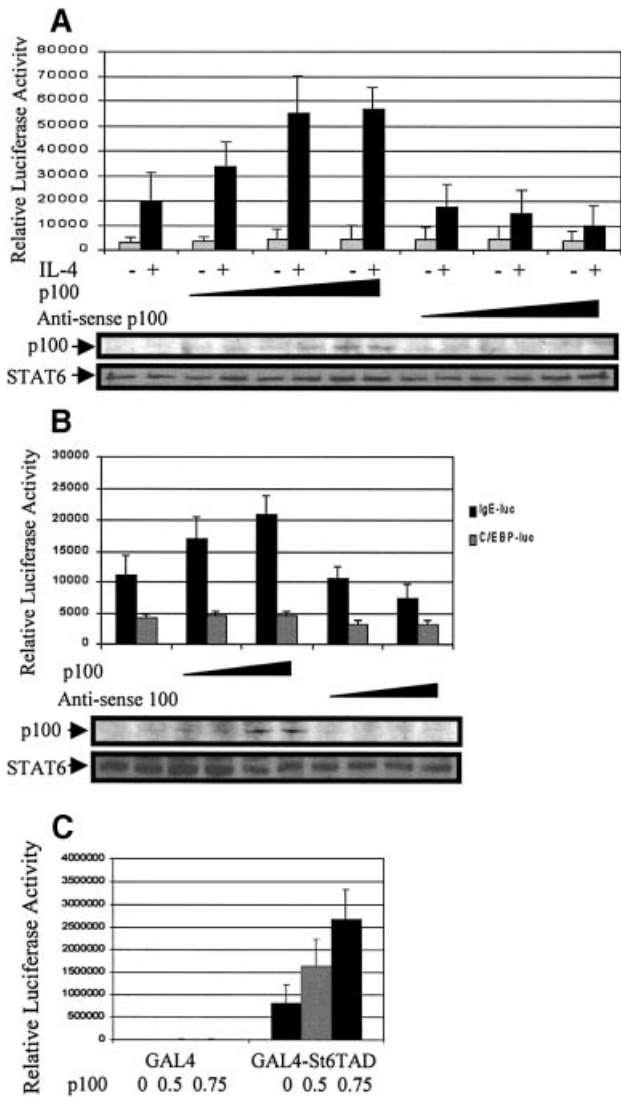 A
Relative Luciferase Activity
80000
70000
60000
50000
40000
30000
20000
10000
0
IL-4 - + - + - + - + - + - + - +
p100
Anti-sense p100
p100
STAT6
B
Relative Luciferase Activity
35000
30000
25000
20000
15000
10000
5000
0
IgE-luc
C/EBP-luc
p100
Anti-sense 100
p100
STAT6
C
Relative Luciferase Activity
4000000
3500000
3000000
2500000
2000000
1500000
1000000
500000
0
GAL4 GAL4-St6TAD
p100 0 0.5 0.75 0 0.5 0.75